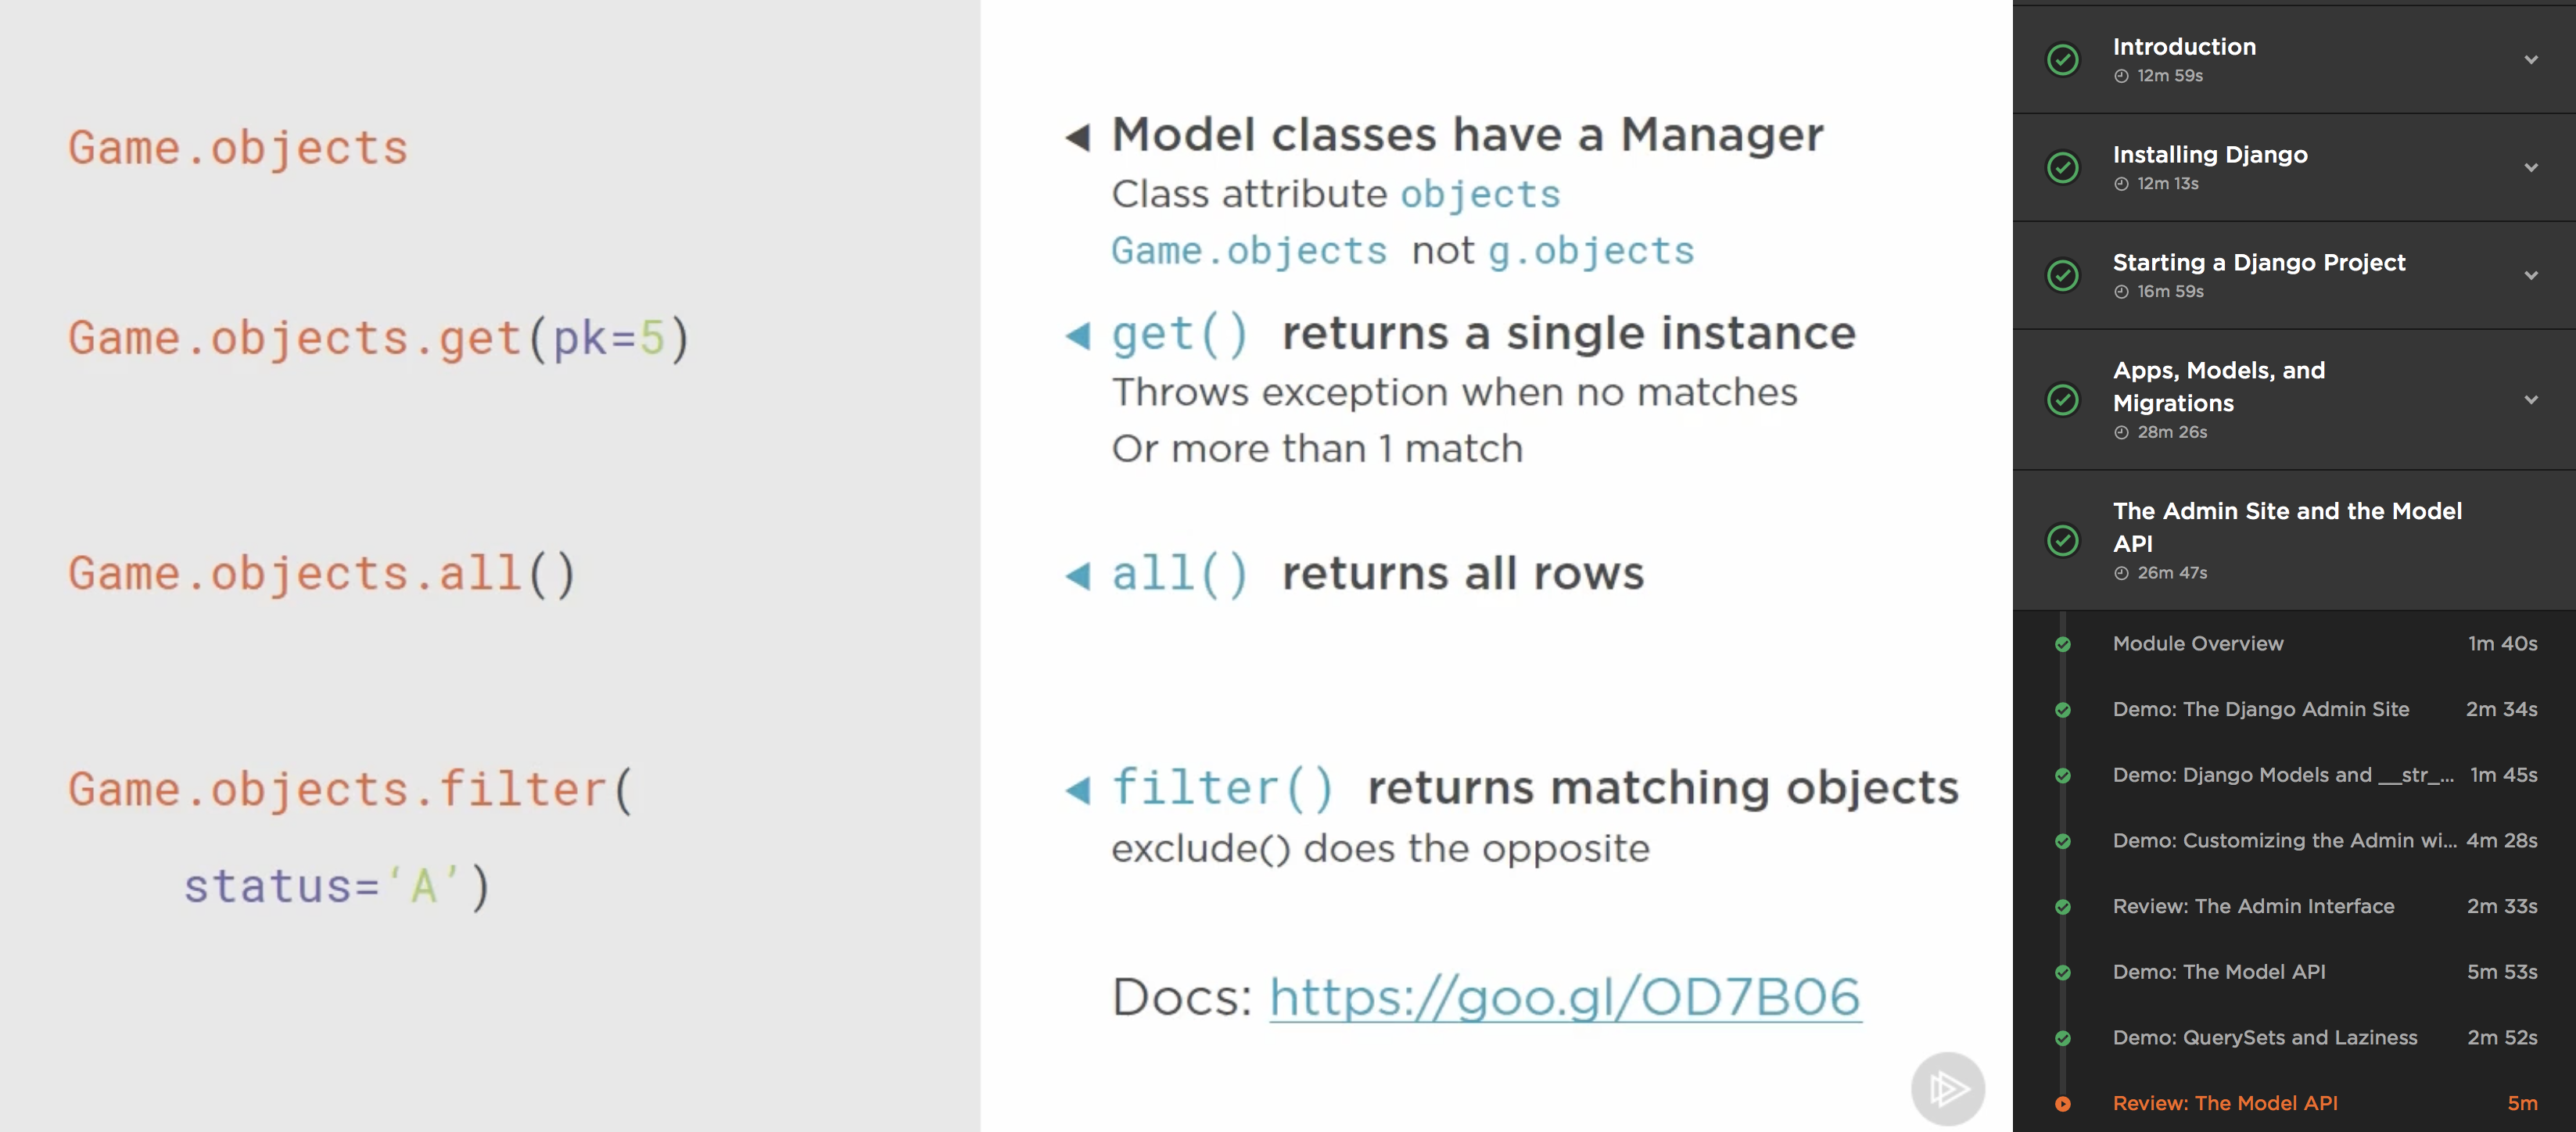 Game.objects
Game.objects.get(pk=5)
Game.objects.all()
Game.objects.filter(
status=‘A’)
Model classes have a Manager
Class attribute objects
Game.objects not g.objects
get() returns a single instance
Throws exception when no matches
Or more than 1 match
all() returns all rows
filter() returns matching objects
exclude() does the opposite
Docs: https://goo.gl/OD7B06
Introduction
12m 59s
Installing Django
12m 13s
Starting a Django Project
16m 59s
Apps, Models, and
Migrations
28m 26s
The Admin Site and the Model
API
26m 47s
Module Overview 1m 40s
Demo: The Django Admin Site 2m 34s
Demo: Django Models and __str_... 1m 45s
Demo: Customizing the Admin wi... 4m 28s
Review: The Admin Interface 2m 33s
Demo: The Model API 5m 53s
Demo: QuerySets and Laziness 2m 52s
Review: The Model API 5m